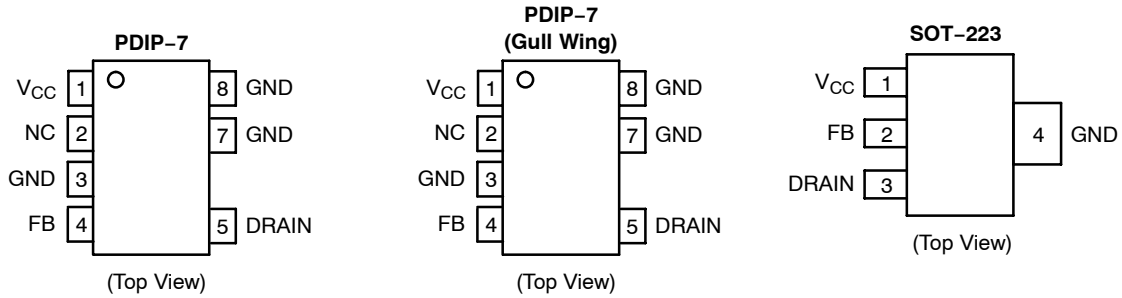 PDIP−7
V_CC 1 8 GND
NC 2 7 GND
GND 3
FB 4 5 DRAIN
(Top View)
PDIP−7
(Gull Wing)
V_CC 1 8 GND
NC 2 7 GND
GND 3
FB 4 5 DRAIN
(Top View)
SOT−223
V_CC 1
FB 2 4 GND
DRAIN 3
(Top View)